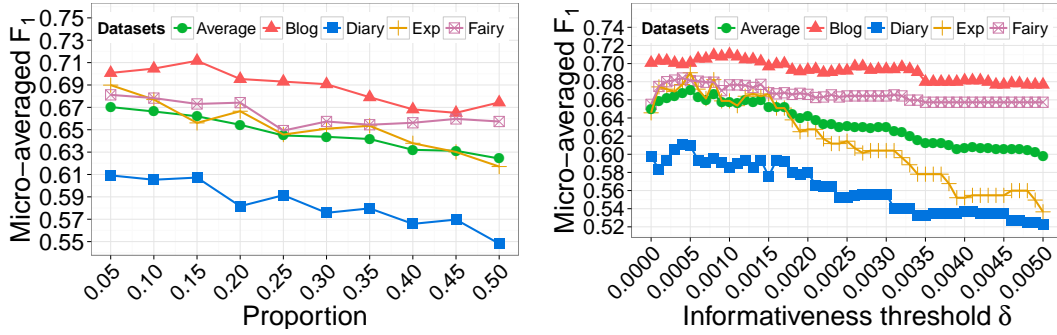 Micro−averaged F1
0.75
0.73
0.71
0.69
0.67
0.65
0.63
0.61
0.59
0.57
0.55
Datasets Average Blog Diary Exp Fairy
0.05 0.10 0.15 0.20 0.25 0.30 0.35 0.40 0.45 0.50
Proportion
Micro−averaged F1
0.74
0.72
0.70
0.68
0.66
0.64
0.62
0.60
0.58
0.56
0.54
0.52
Datasets Average Blog Diary Exp Fairy
0.0000 0.0005 0.0010 0.0015 0.0020 0.0025 0.0030 0.0035 0.0040 0.0045 0.0050
Informativeness threshold δ